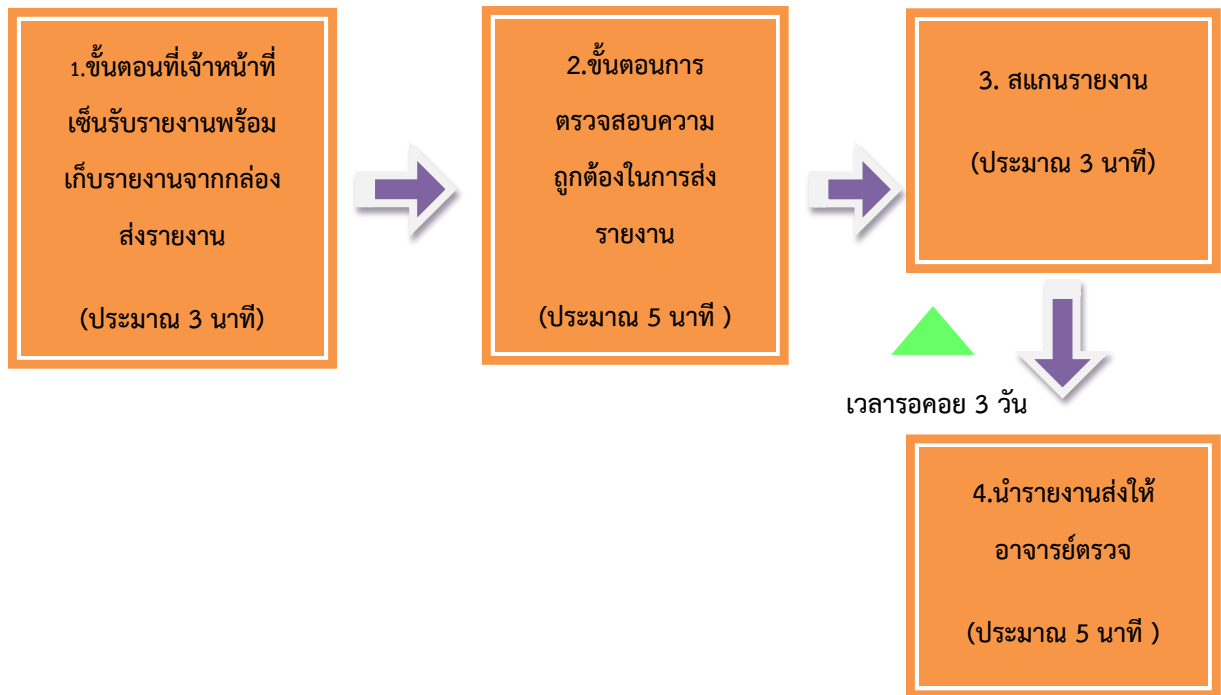 1.ขั้นตอนที่เจ้าหน้าที่
เซ็นรับรายงานพร้อม
เก็บรายงานจากกล่อง
ส่งรายงาน
(ประมาณ 3 นาที)
2.ขั้นตอนการ
ตรวจสอบความ
ถูกต้องในการส่ง
รายงาน
(ประมาณ 5 นาที )
3. สแกนรายงาน
(ประมาณ 3 นาที)
เวลารอคอย 3 วัน
4.นำรายงานส่งให้
อาจารย์ตรวจ
(ประมาณ 5 นาที )